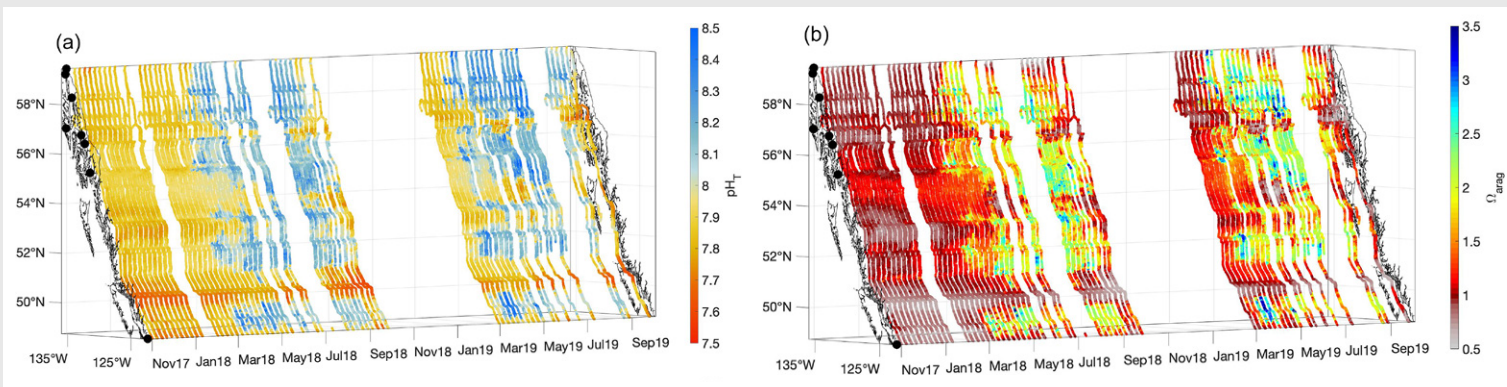 (a)
58°N
56°N
54°N
52°N
50°N
135°W
125°W
Nov17 Jan18 Mar18 May18 Jul18 Sep18 Nov18 Jan19 Mar19 May19 Jul19 Sep19
8.5
8.4
8.3
8.2
8.1
8
7.9
7.8
7.7
7.6
7.5
pH_T
(b)
58°N
56°N
54°N
52°N
50°N
135°W
125°W
Nov17 Jan18 Mar18 May18 Jul18 Sep18 Nov18 Jan19 Mar19 May19 Jul19 Sep19
3.5
3
2.5
2
1.5
1
0.5
Ω_arag